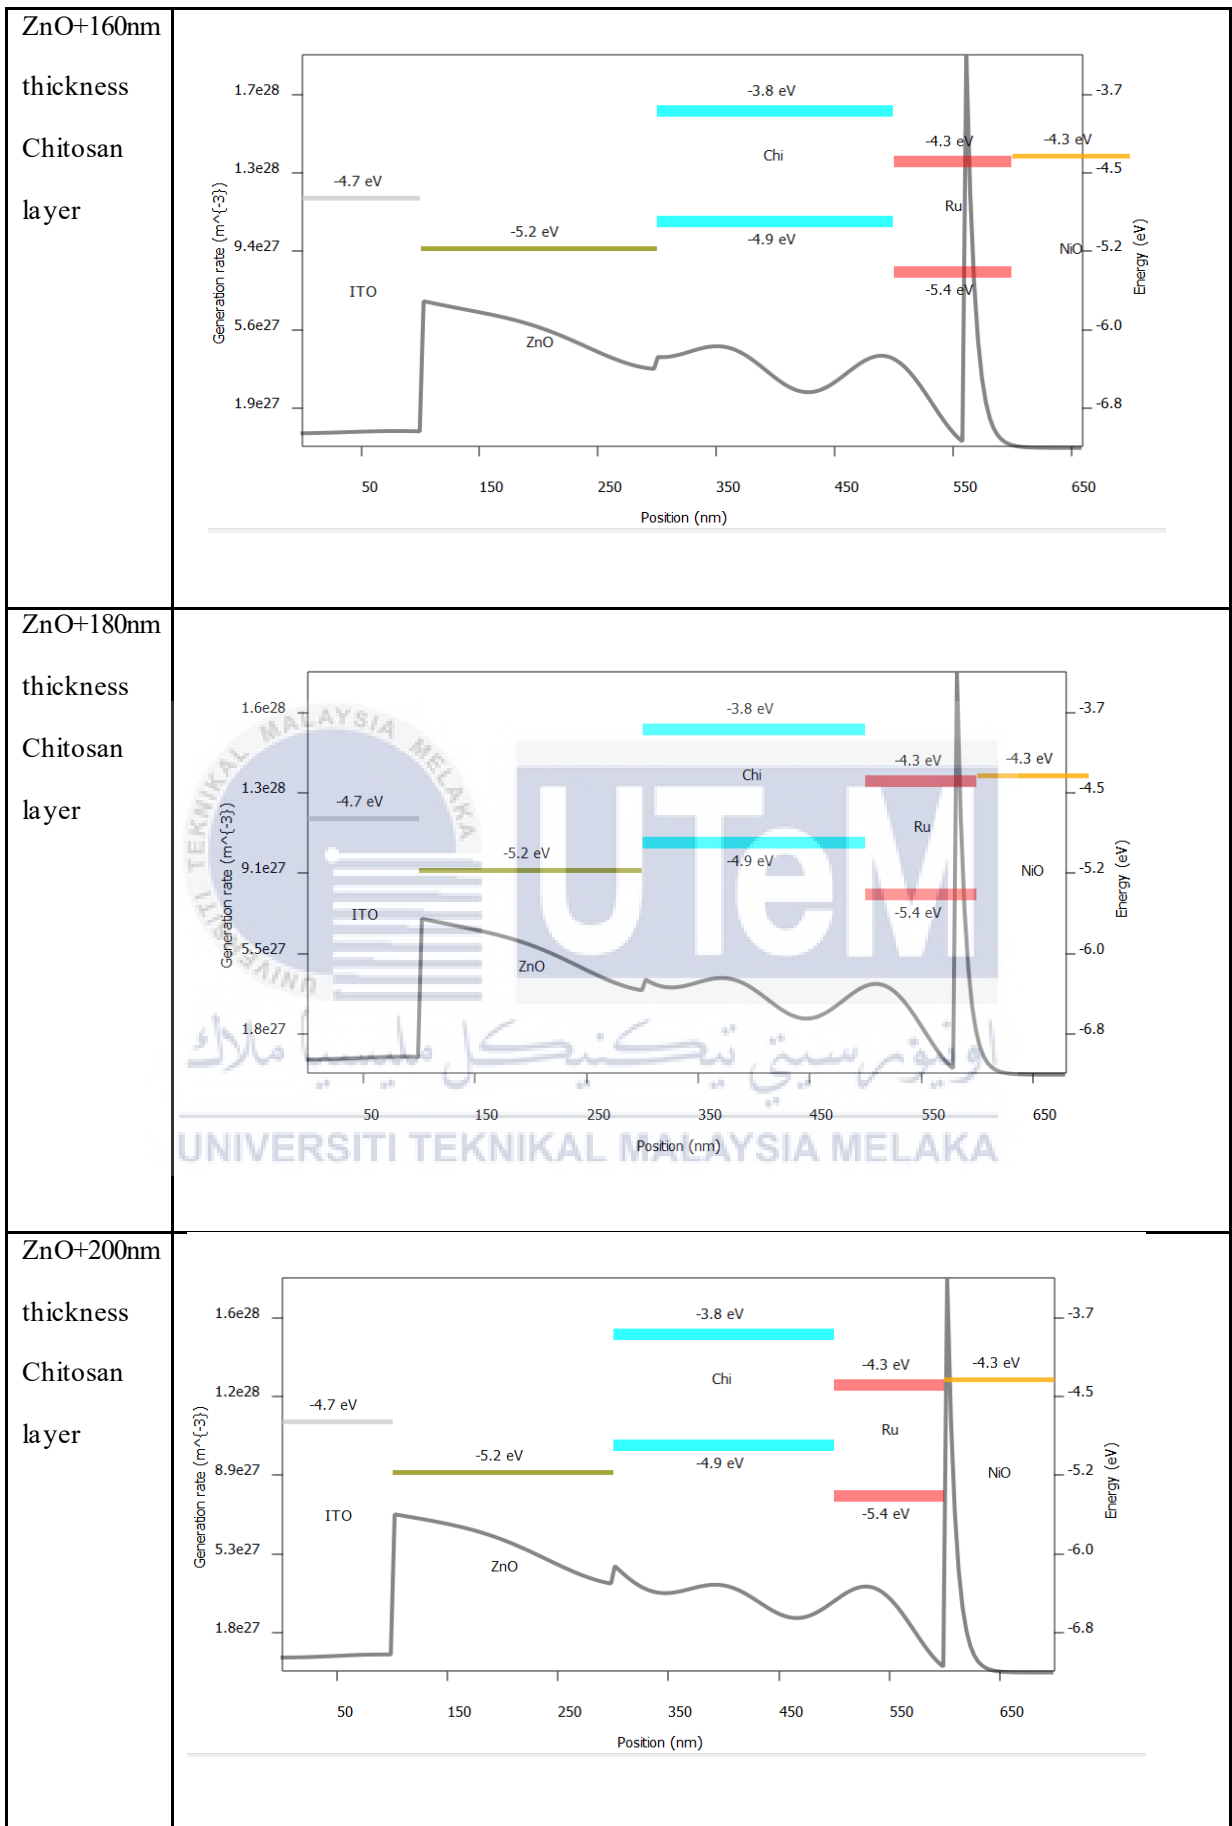 ZnO+160nm
thickness
Chitosan
layer
1.7e28
1.3e28
9.4e27
5.6e27
1.9e27
Generation rate (m^{-3})
-4.7 eV
ITO
-5.2 eV
ZnO
-3.8 eV
Chi
-4.9 eV
-4.3 eV
Ru
-5.4 eV
-4.3 eV
NiO
-3.7
-4.5
-5.2
-6.0
-6.8
Energy (eV)
50 150 250 350 450 550 650
Position (nm)
ZnO+180nm
thickness
Chitosan
layer
1.6e28
1.3e28
9.1e27
5.5e27
1.8e27
Generation rate (m^{-3})
-4.7 eV
ITO
-5.2 eV
ZnO
-3.8 eV
Chi
-4.9 eV
-4.3 eV
Ru
-5.4 eV
-4.3 eV
NiO
-3.7
-4.5
-5.2
-6.0
-6.8
Energy (eV)
50 150 250 350 450 550 650
Position (nm)
UNIVERSITI TEKNIKAL MALAYSIA MELAKA
UTeM
اونيۏرسيتي تيكنيكل مليسيا ملاك
UNIVERSITI TEKNIKAL MALAYSIA MELAKA
ZnO+200nm
thickness
Chitosan
layer
1.6e28
1.2e28
8.9e27
5.3e27
1.8e27
Generation rate (m^{-3})
-4.7 eV
ITO
-5.2 eV
ZnO
-3.8 eV
Chi
-4.9 eV
-4.3 eV
Ru
-5.4 eV
-4.3 eV
NiO
-3.7
-4.5
-5.2
-6.0
-6.8
Energy (eV)
50 150 250 350 450 550 650
Position (nm)